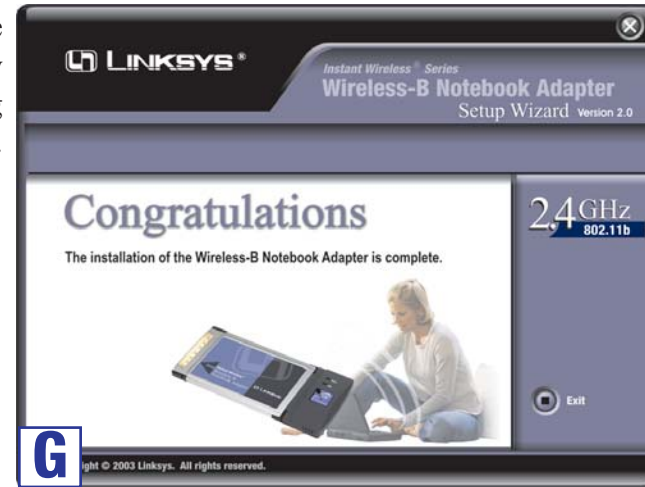 LINKSYS®
Instant Wireless® Series
Wireless-B Notebook Adapter
Setup Wizard Version 2.0
Congratulations
The installation of the Wireless-B Notebook Adapter is complete.
2.4GHz
802.11b
Exit
G
© 2003 Linksys. All rights reserved.